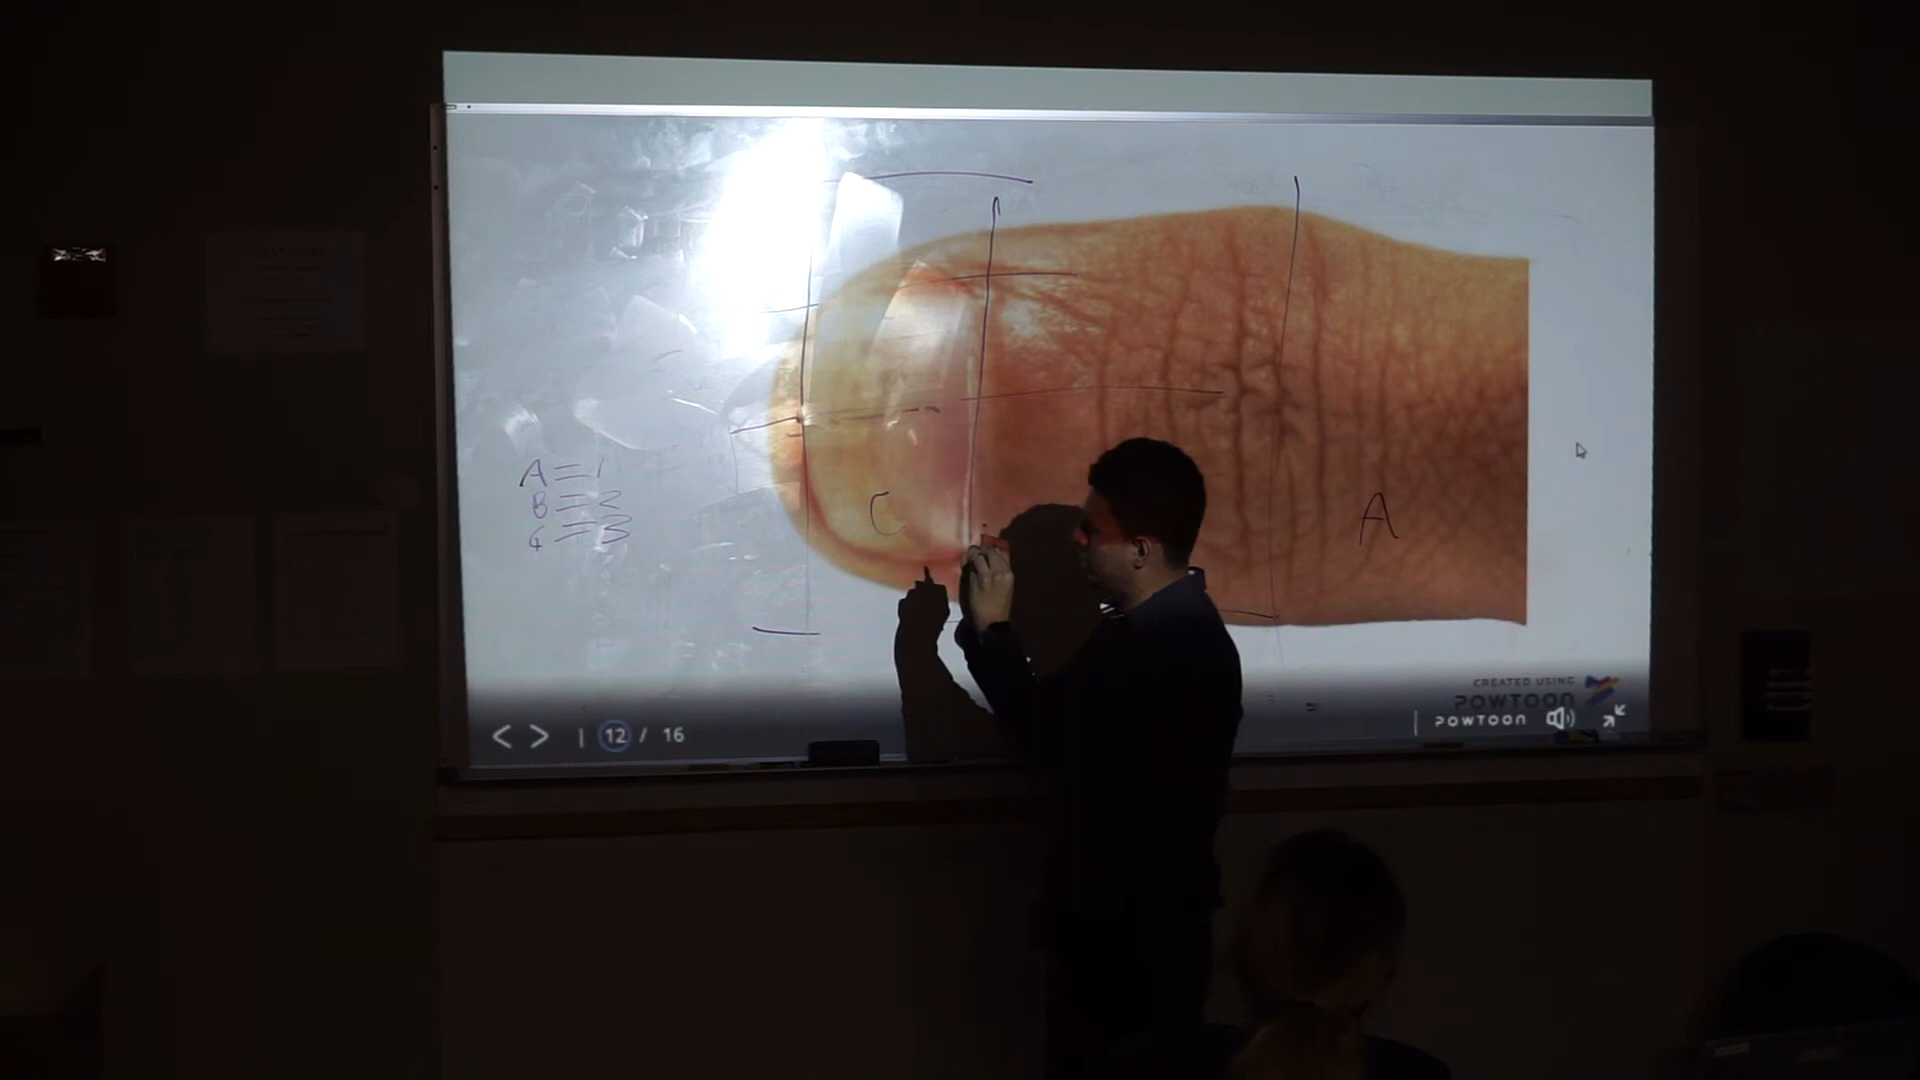 A = 1
B = 2
C = 3
C
A
CREATED USING
POWTOON
< > | 12 / 16
| POWTOON